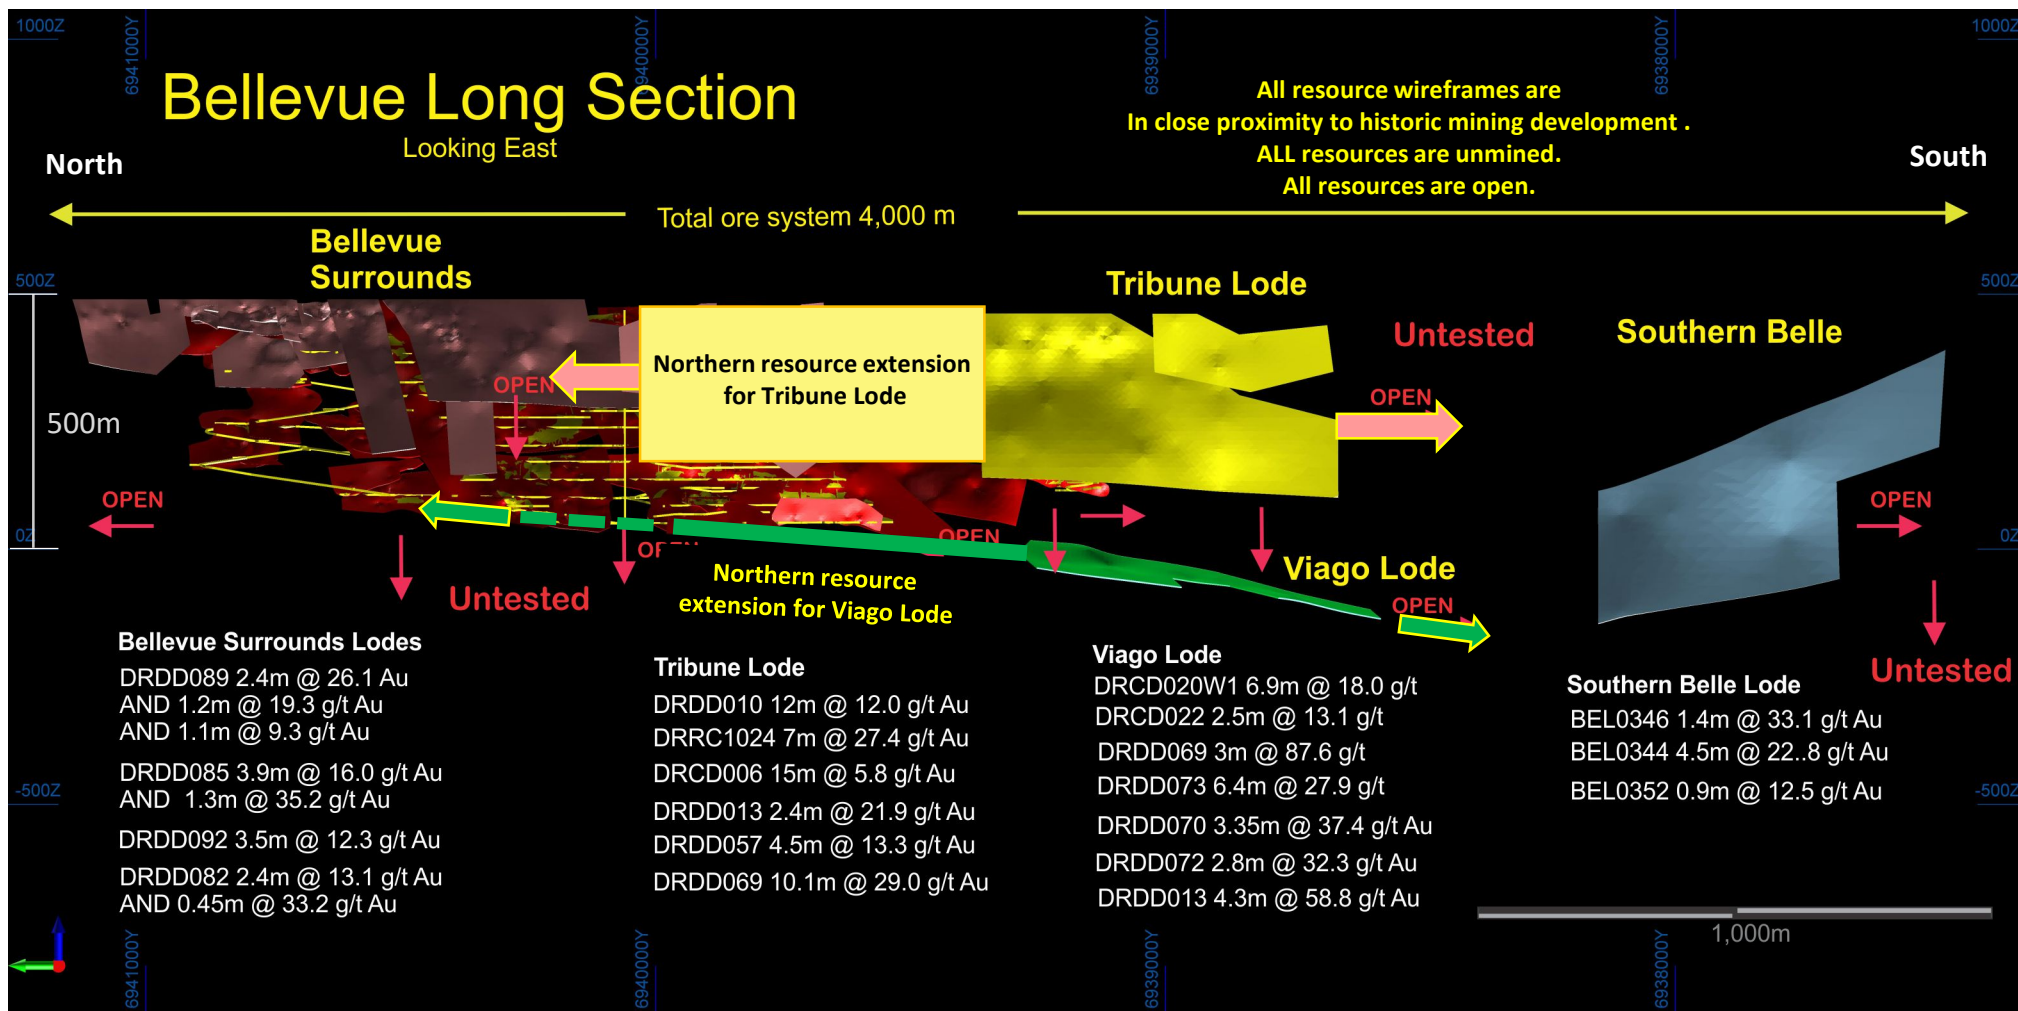 1000Z
6941000Y
6940000Y
6939000Y
6938000Y
1000Z
Bellevue Long Section
Looking East
All resource wireframes are
In close proximity to historic mining development .
ALL resources are unmined.
All resources are open.
North
South
Total ore system 4,000 m
Bellevue
Surrounds
Tribune Lode
Untested
Southern Belle
500Z
500Z
Northern resource extension
for Tribune Lode
OPEN
OPEN
500m
OPEN
OPEN
0Z
0Z
OPEN
Untested
Northern resource
extension for Viago Lode
Viago Lode
OPEN
Untested
Bellevue Surrounds Lodes
DRDD089 2.4m @ 26.1 Au
AND 1.2m @ 19.3 g/t Au
AND 1.1m @ 9.3 g/t Au
DRDD085 3.9m @ 16.0 g/t Au
AND  1.3m @ 35.2 g/t Au
DRDD092 3.5m @ 12.3 g/t Au
DRDD082 2.4m @ 13.1 g/t Au
AND 0.45m @ 33.2 g/t Au
Tribune Lode
DRDD010 12m @ 12.0 g/t Au
DRRC1024 7m @ 27.4 g/t Au
DRCD006 15m @ 5.8 g/t Au
DRDD013 2.4m @ 21.9 g/t Au
DRDD057 4.5m @ 13.3 g/t Au
DRDD069 10.1m @ 29.0 g/t Au
Viago Lode
DRCD020W1 6.9m @ 18.0 g/t
DRCD022 2.5m @ 13.1 g/t
DRDD069 3m @ 87.6 g/t
DRDD073 6.4m @ 27.9 g/t
DRDD070 3.35m @ 37.4 g/t Au
DRDD072 2.8m @ 32.3 g/t Au
DRDD013 4.3m @ 58.8 g/t Au
Southern Belle Lode
BEL0346 1.4m @ 33.1 g/t Au
BEL0344 4.5m @ 22..8 g/t Au
BEL0352 0.9m @ 12.5 g/t Au
-500Z
-500Z
1,000m
6941000Y
6940000Y
6939000Y
6938000Y